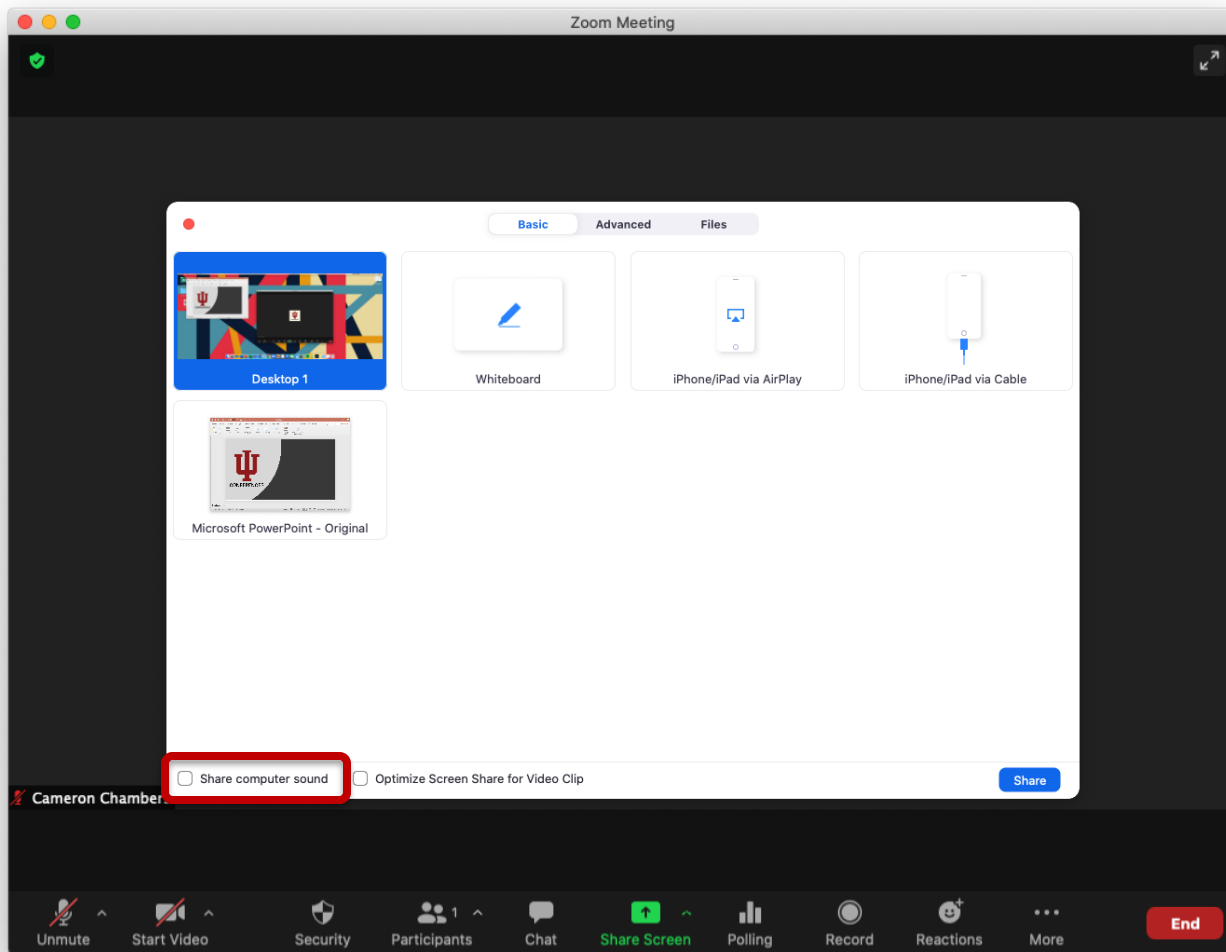 Zoom Meeting
Basic Advanced Files
Desktop 1 Whiteboard iPhone/iPad via AirPlay iPhone/iPad via Cable
CONFERENCES
Microsoft PowerPoint - Original
Share computer sound Optimize Screen Share for Video Clip Share
Cameron Chamber
Unmute Start Video Security 1 Participants Chat Share Screen Polling Record Reactions More End